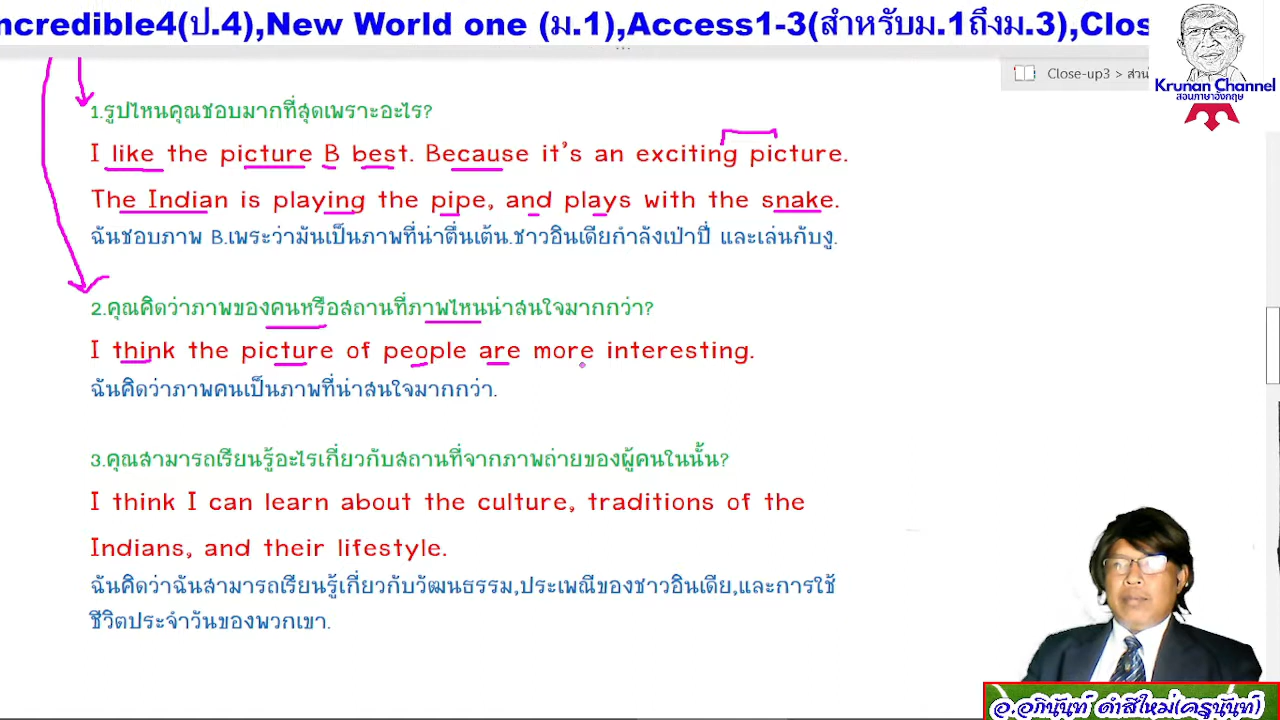 ncredible4(ป.4),New World one (ม.1),Access1-3(สำหรับม.1ถึงม.3),Clos
Close-up3 > ส่วน
Krunan Channel
สอนภาษาอังกฤษ
1.รูปไหนคุณชอบมากที่สุดเพราะอะไร?
I like the picture B best. Because it's an exciting picture.
The Indian is playing the pipe, and plays with the snake.
ฉันชอบภาพ B.เพระว่ามันเป็นภาพที่น่าตื่นเต้น.ชาวอินเดียกำลังเป่าปี่ และเล่นกับงู.
2.คุณคิดว่าภาพของคนหรือสถานที่ภาพไหนน่าสนใจมากกว่า?
I think the picture of people are more interesting.
ฉันคิดว่าภาพคนเป็นภาพที่น่าสนใจมากกว่า.
3.คุณสามารถเรียนรู้อะไรเกี่ยวกับสถานที่จากภาพถ่ายของผู้คนในนั้น?
I think I can learn about the culture, traditions of the
Indians, and their lifestyle.
ฉันคิดว่าฉันสามารถเรียนรู้เกี่ยวกับวัฒนธรรม,ประเพณีของชาวอินเดีย,และการใช้
ชีวิตประจำวันของพวกเขา.
อ.อภินันท์ ดำสีใหม่(ครูนันท์)